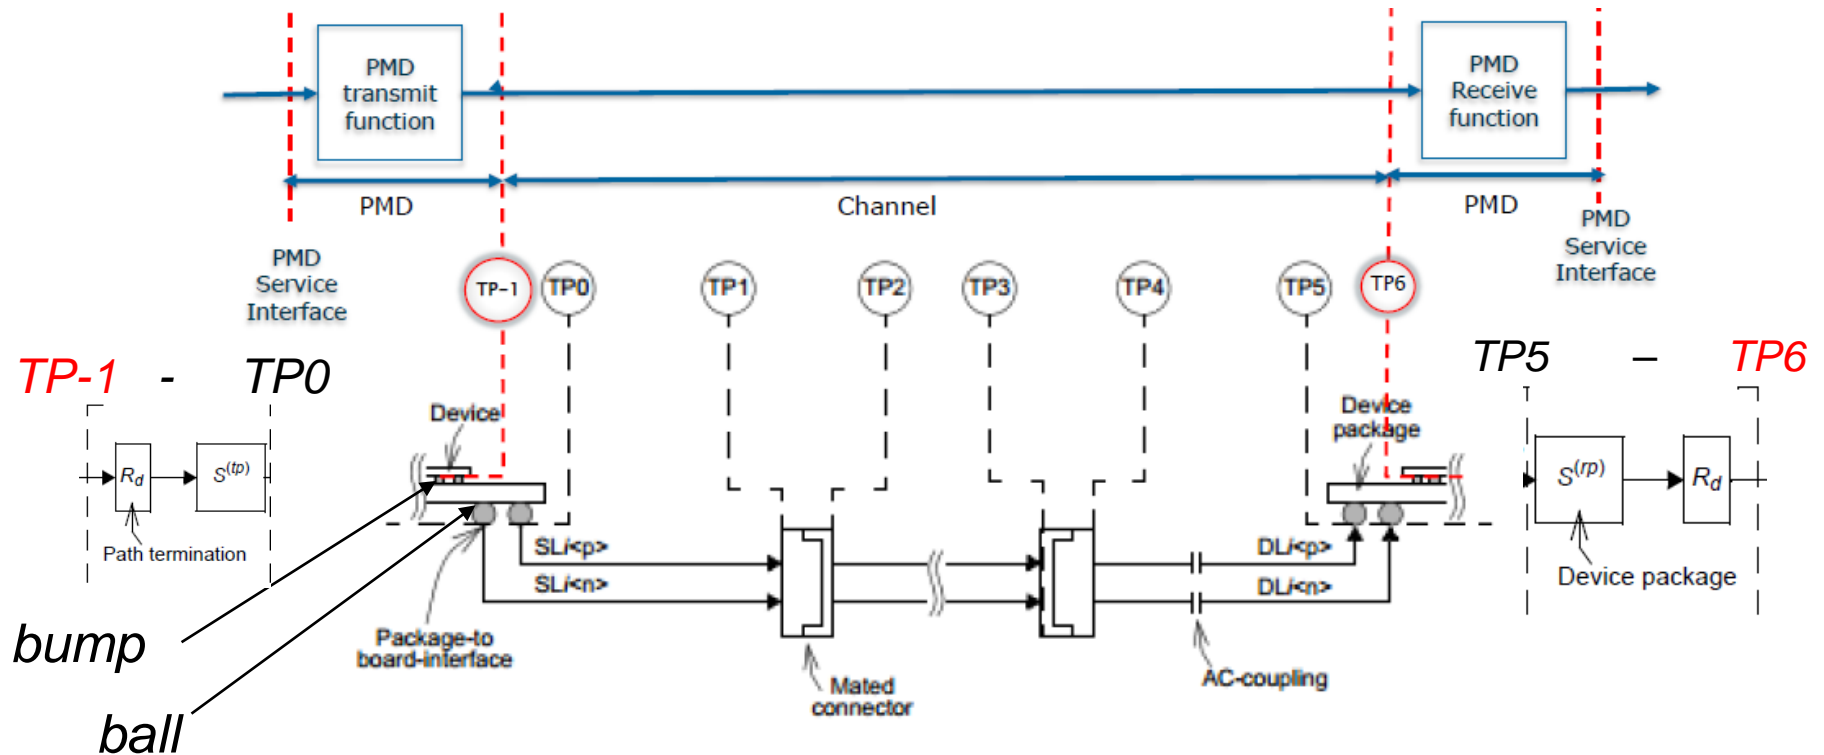 PMD
transmit
function
PMD
Receive
function
PMD
Channel
PMD
PMD
Service
Interface
PMD
Service
Interface
TP-1
TP0
TP1
TP2
TP3
TP4
TP5
TP6
TP-1 - TP0
TP5 – TP6
Device
Device
package
Rd
S(tp)
Path termination
S(rp)
Rd
Device package
SLi<p>
SLi<n>
DLi<p>
DLi<n>
bump
ball
Package-to
board-interface
Mated
connector
AC-coupling